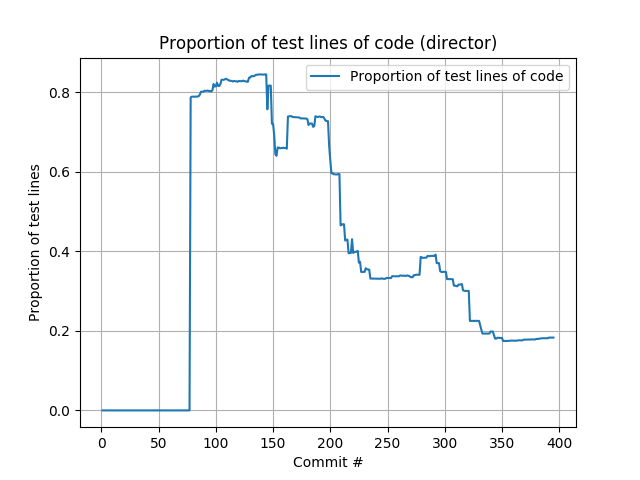 Proportion of test lines of code (director)
Proportion of test lines of code
0.8
0.6
0.4
0.2
0.0
Proportion of test lines
0 50 100 150 200 250 300 350 400
Commit #